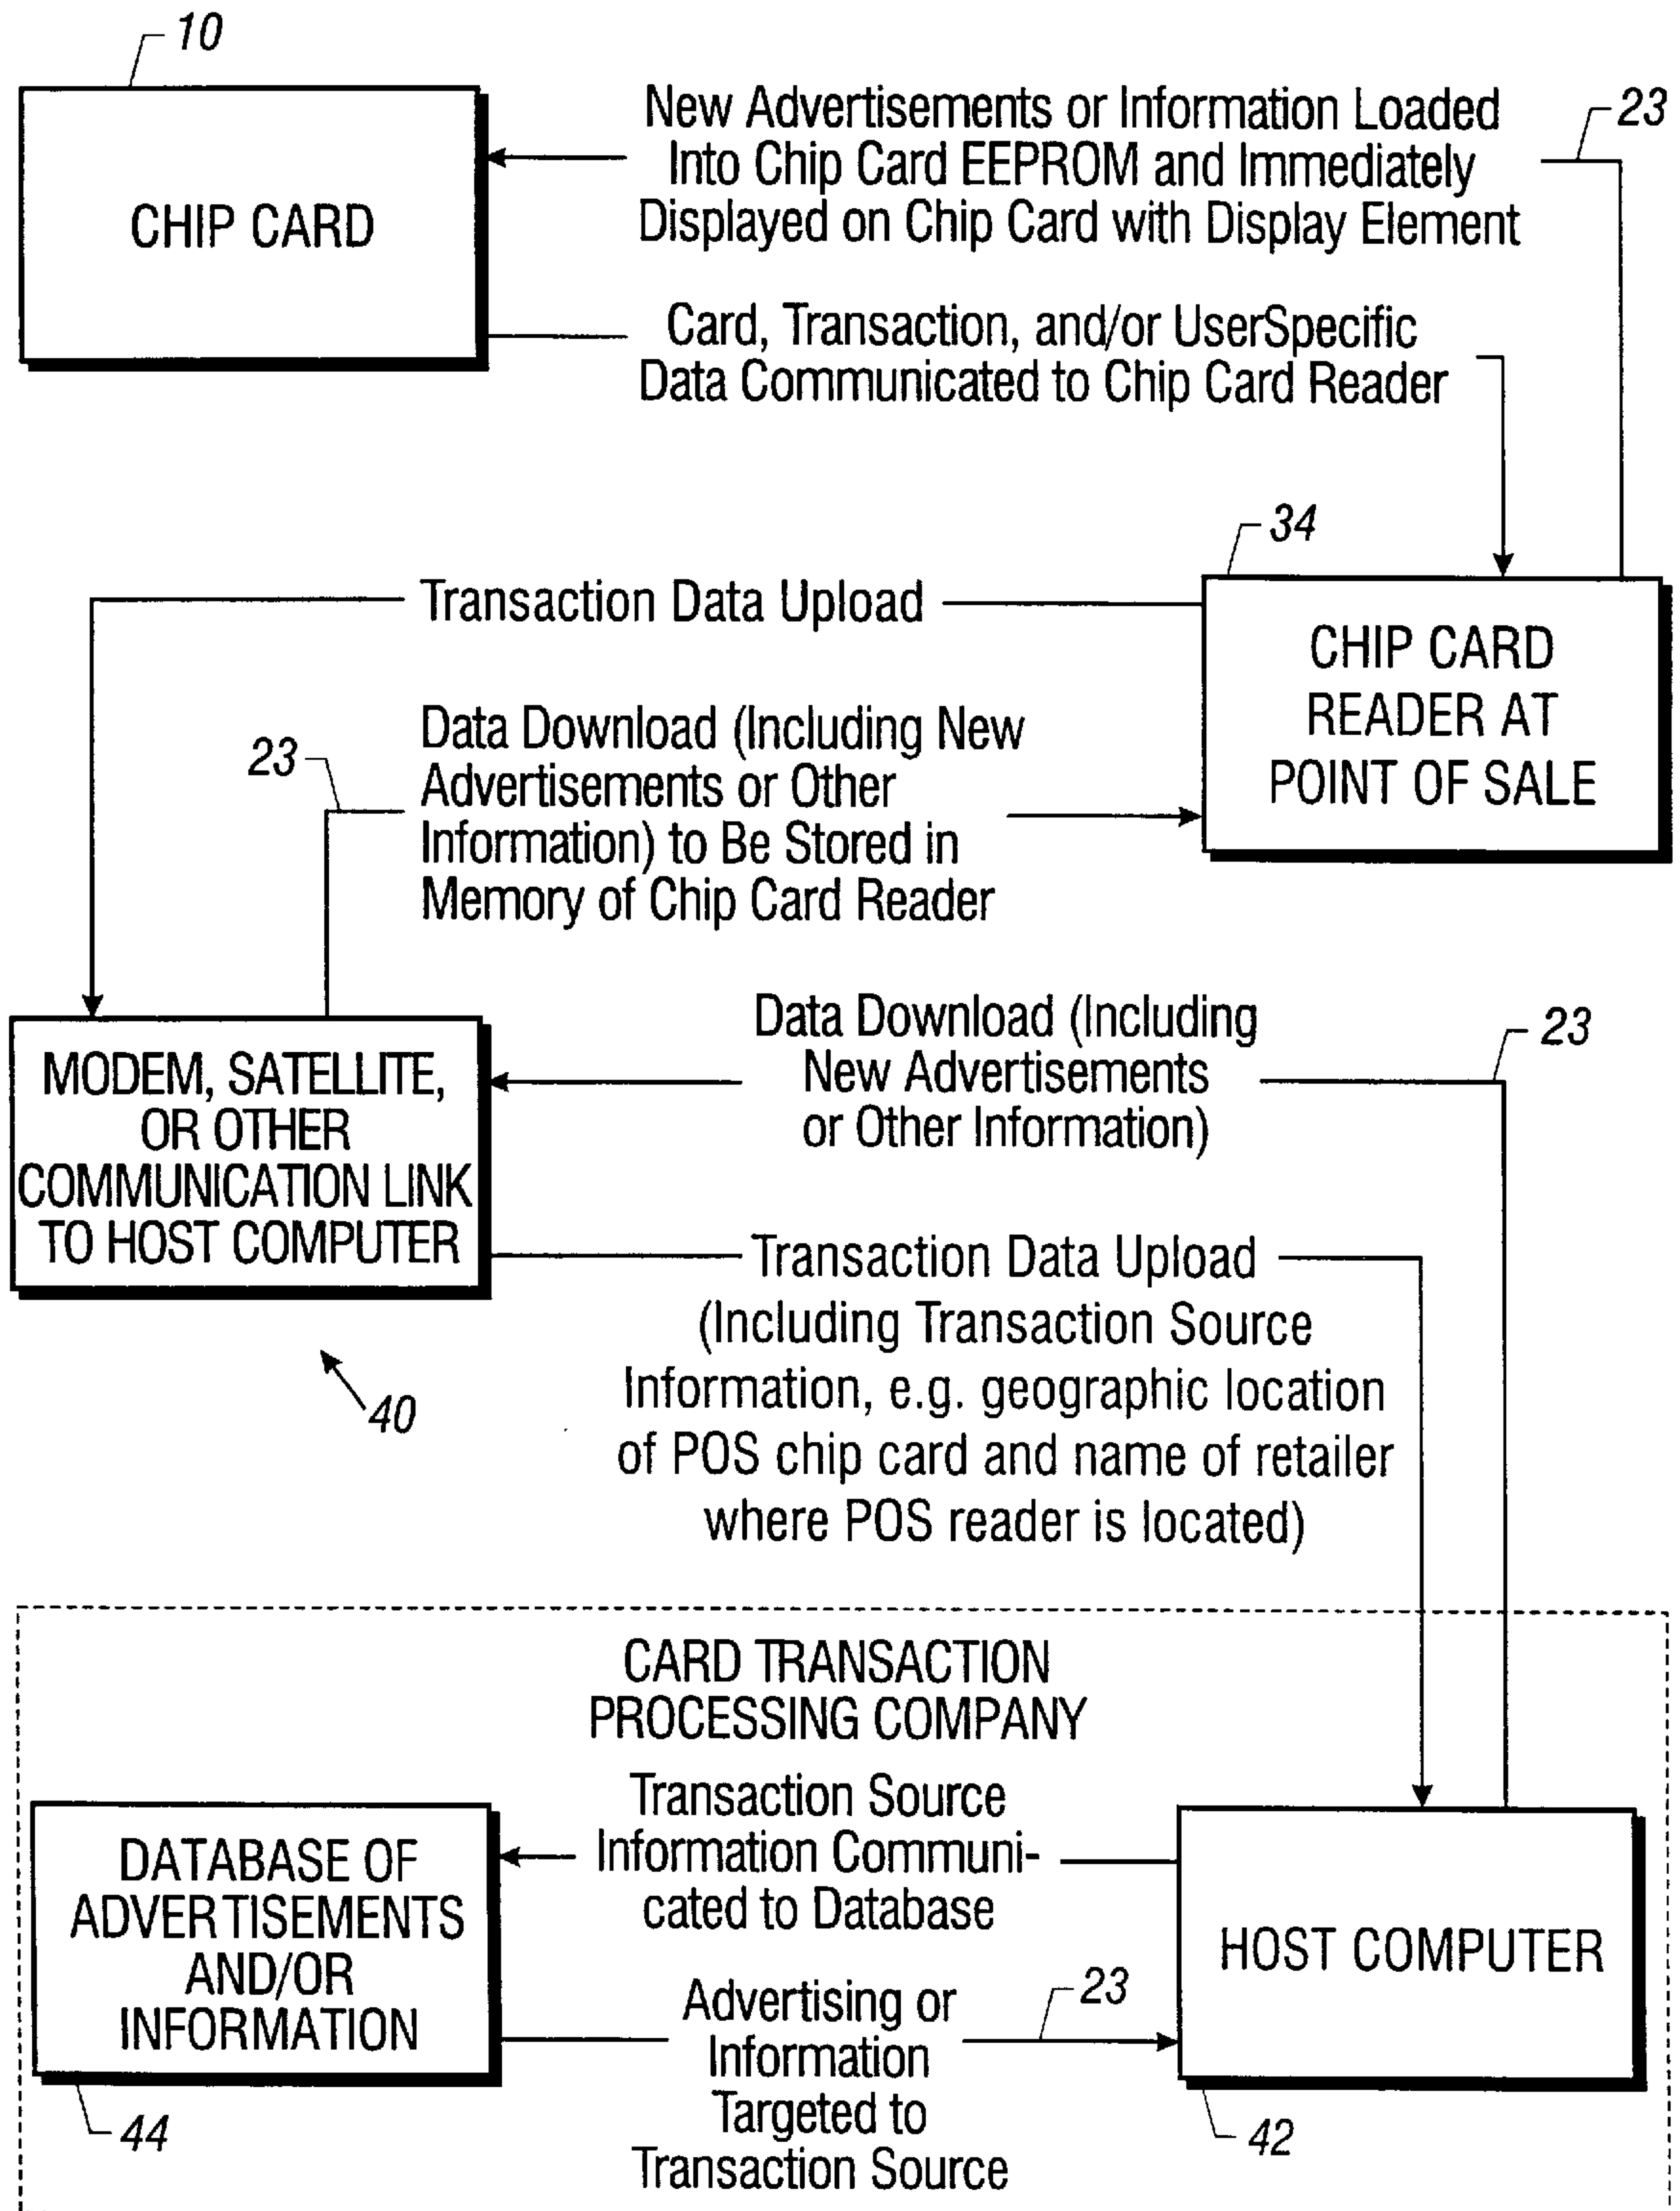 10
CHIP CARD
New Advertisements or Information Loaded
Into Chip Card EEPROM and Immediately
Displayed on Chip Card with Display Element
23
Card, Transaction, and/or UserSpecific
Data Communicated to Chip Card Reader
34
CHIP CARD
READER AT
POINT OF SALE
Transaction Data Upload
23
Data Download (Including New
Advertisements or Other
Information) to Be Stored in
Memory of Chip Card Reader
MODEM, SATELLITE,
OR OTHER
COMMUNICATION LINK
TO HOST COMPUTER
Data Download (Including
New Advertisements
or Other Information)
23
Transaction Data Upload
(Including Transaction Source
Information, e.g. geographic location
of POS chip card and name of retailer
where POS reader is located)
40
CARD TRANSACTION
PROCESSING COMPANY
DATABASE OF
ADVERTISEMENTS
AND/OR
INFORMATION
44
Transaction Source
Information Communi-
cated to Database
Advertising or
Information
Targeted to
Transaction Source
23
HOST COMPUTER
42